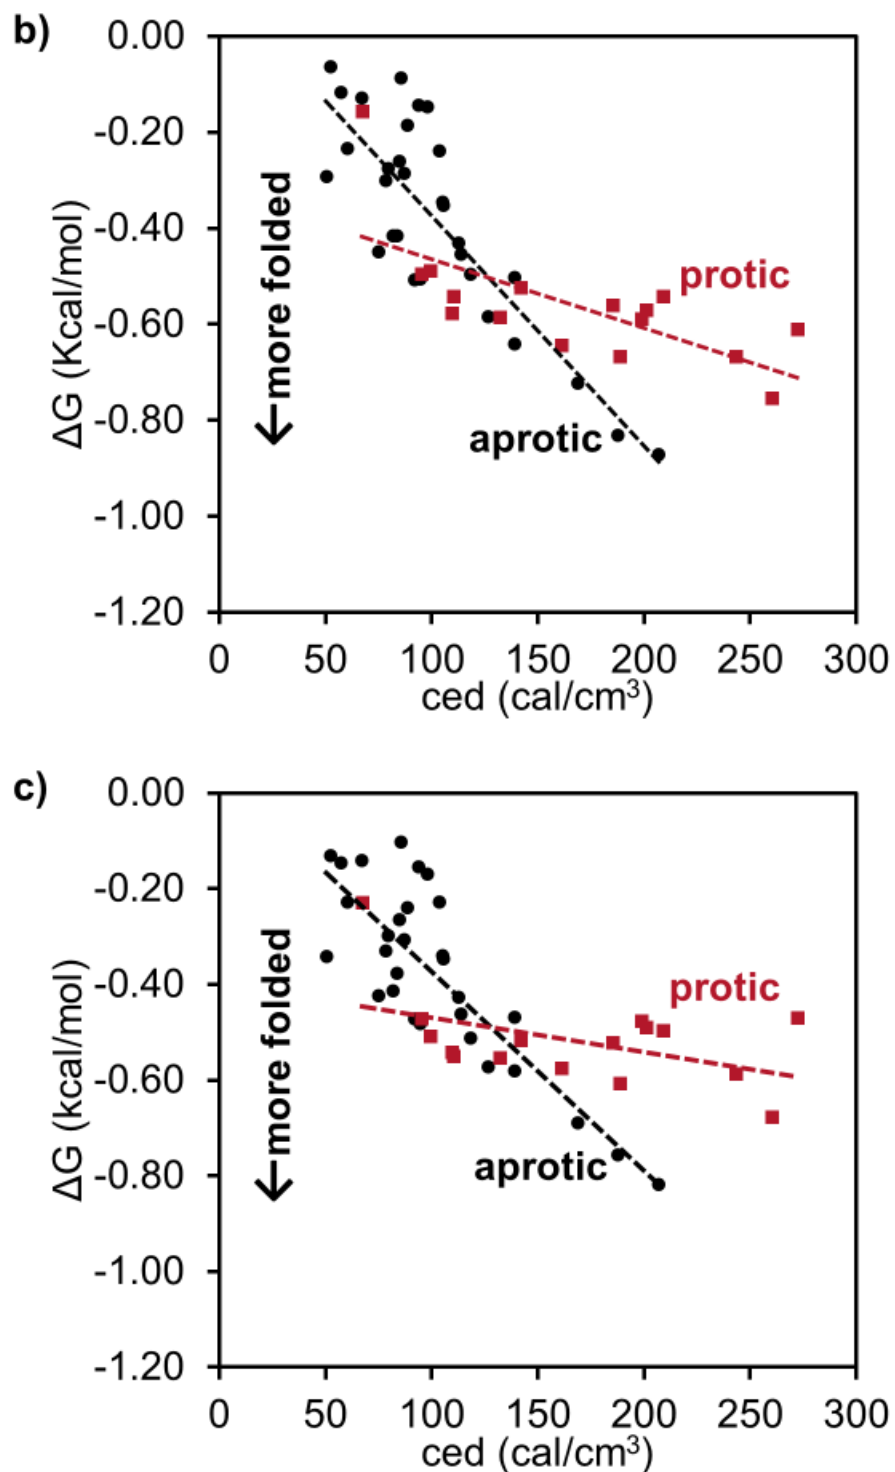 b)
0.00
-0.20
-0.40
-0.60
-0.80
-1.00
-1.20
ΔG (Kcal/mol)
more folded
protic
aprotic
0 50 100 150 200 250 300
ced (cal/cm³)
c)
0.00
-0.20
-0.40
-0.60
-0.80
-1.00
-1.20
ΔG (kcal/mol)
more folded
protic
aprotic
0 50 100 150 200 250 300
ced (cal/cm³)